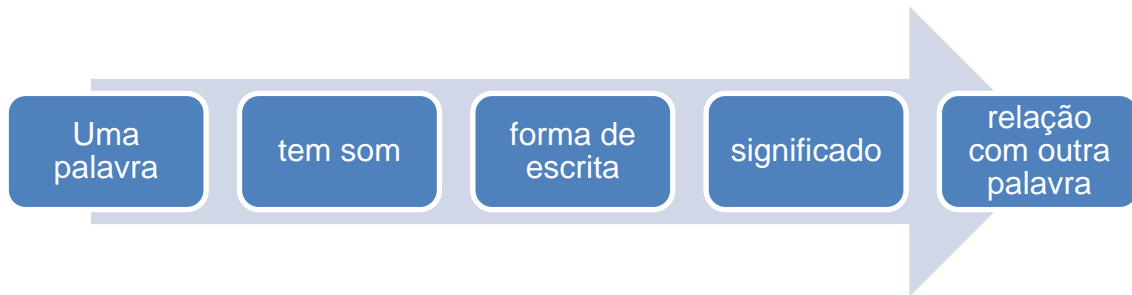 Uma
palavra
tem som
forma de
escrita
significado
relação
com outra
palavra